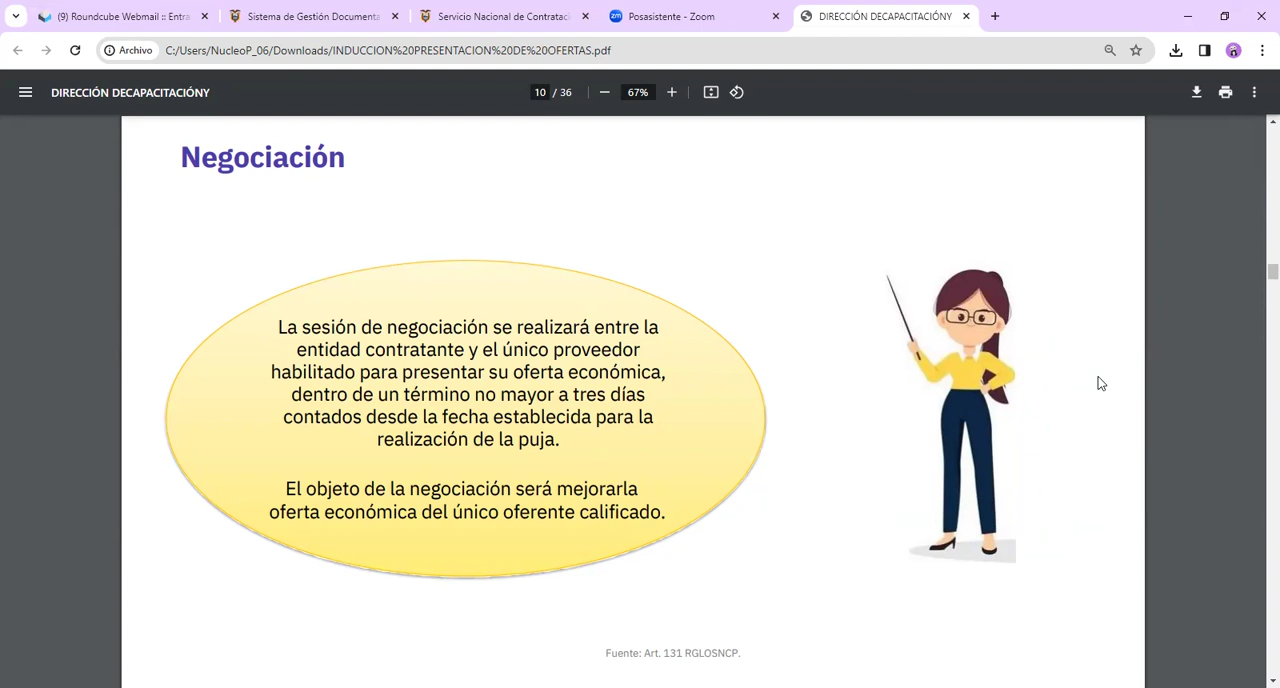 (9) Roundcube Webmail :: Entra
Sistema de Gestión Documenta
Servicio Nacional de Contrataci
zm Posasistente - Zoom
DIRECCIÓN DECAPACITACIÓNY
Archivo C:/Users/NucleoP_06/Downloads/INDUCCION%20PRESENTACION%20DE%20OFERTAS.pdf
DIRECCIÓN DECAPACITACIÓNY 10 / 36 67%
Negociación
La sesión de negociación se realizará entre la
entidad contratante y el único proveedor
habilitado para presentar su oferta económica,
dentro de un término no mayor a tres días
contados desde la fecha establecida para la
realización de la puja.
El objeto de la negociación será mejorarla
oferta económica del único oferente calificado.
Fuente: Art. 131 RGLOSNCP.